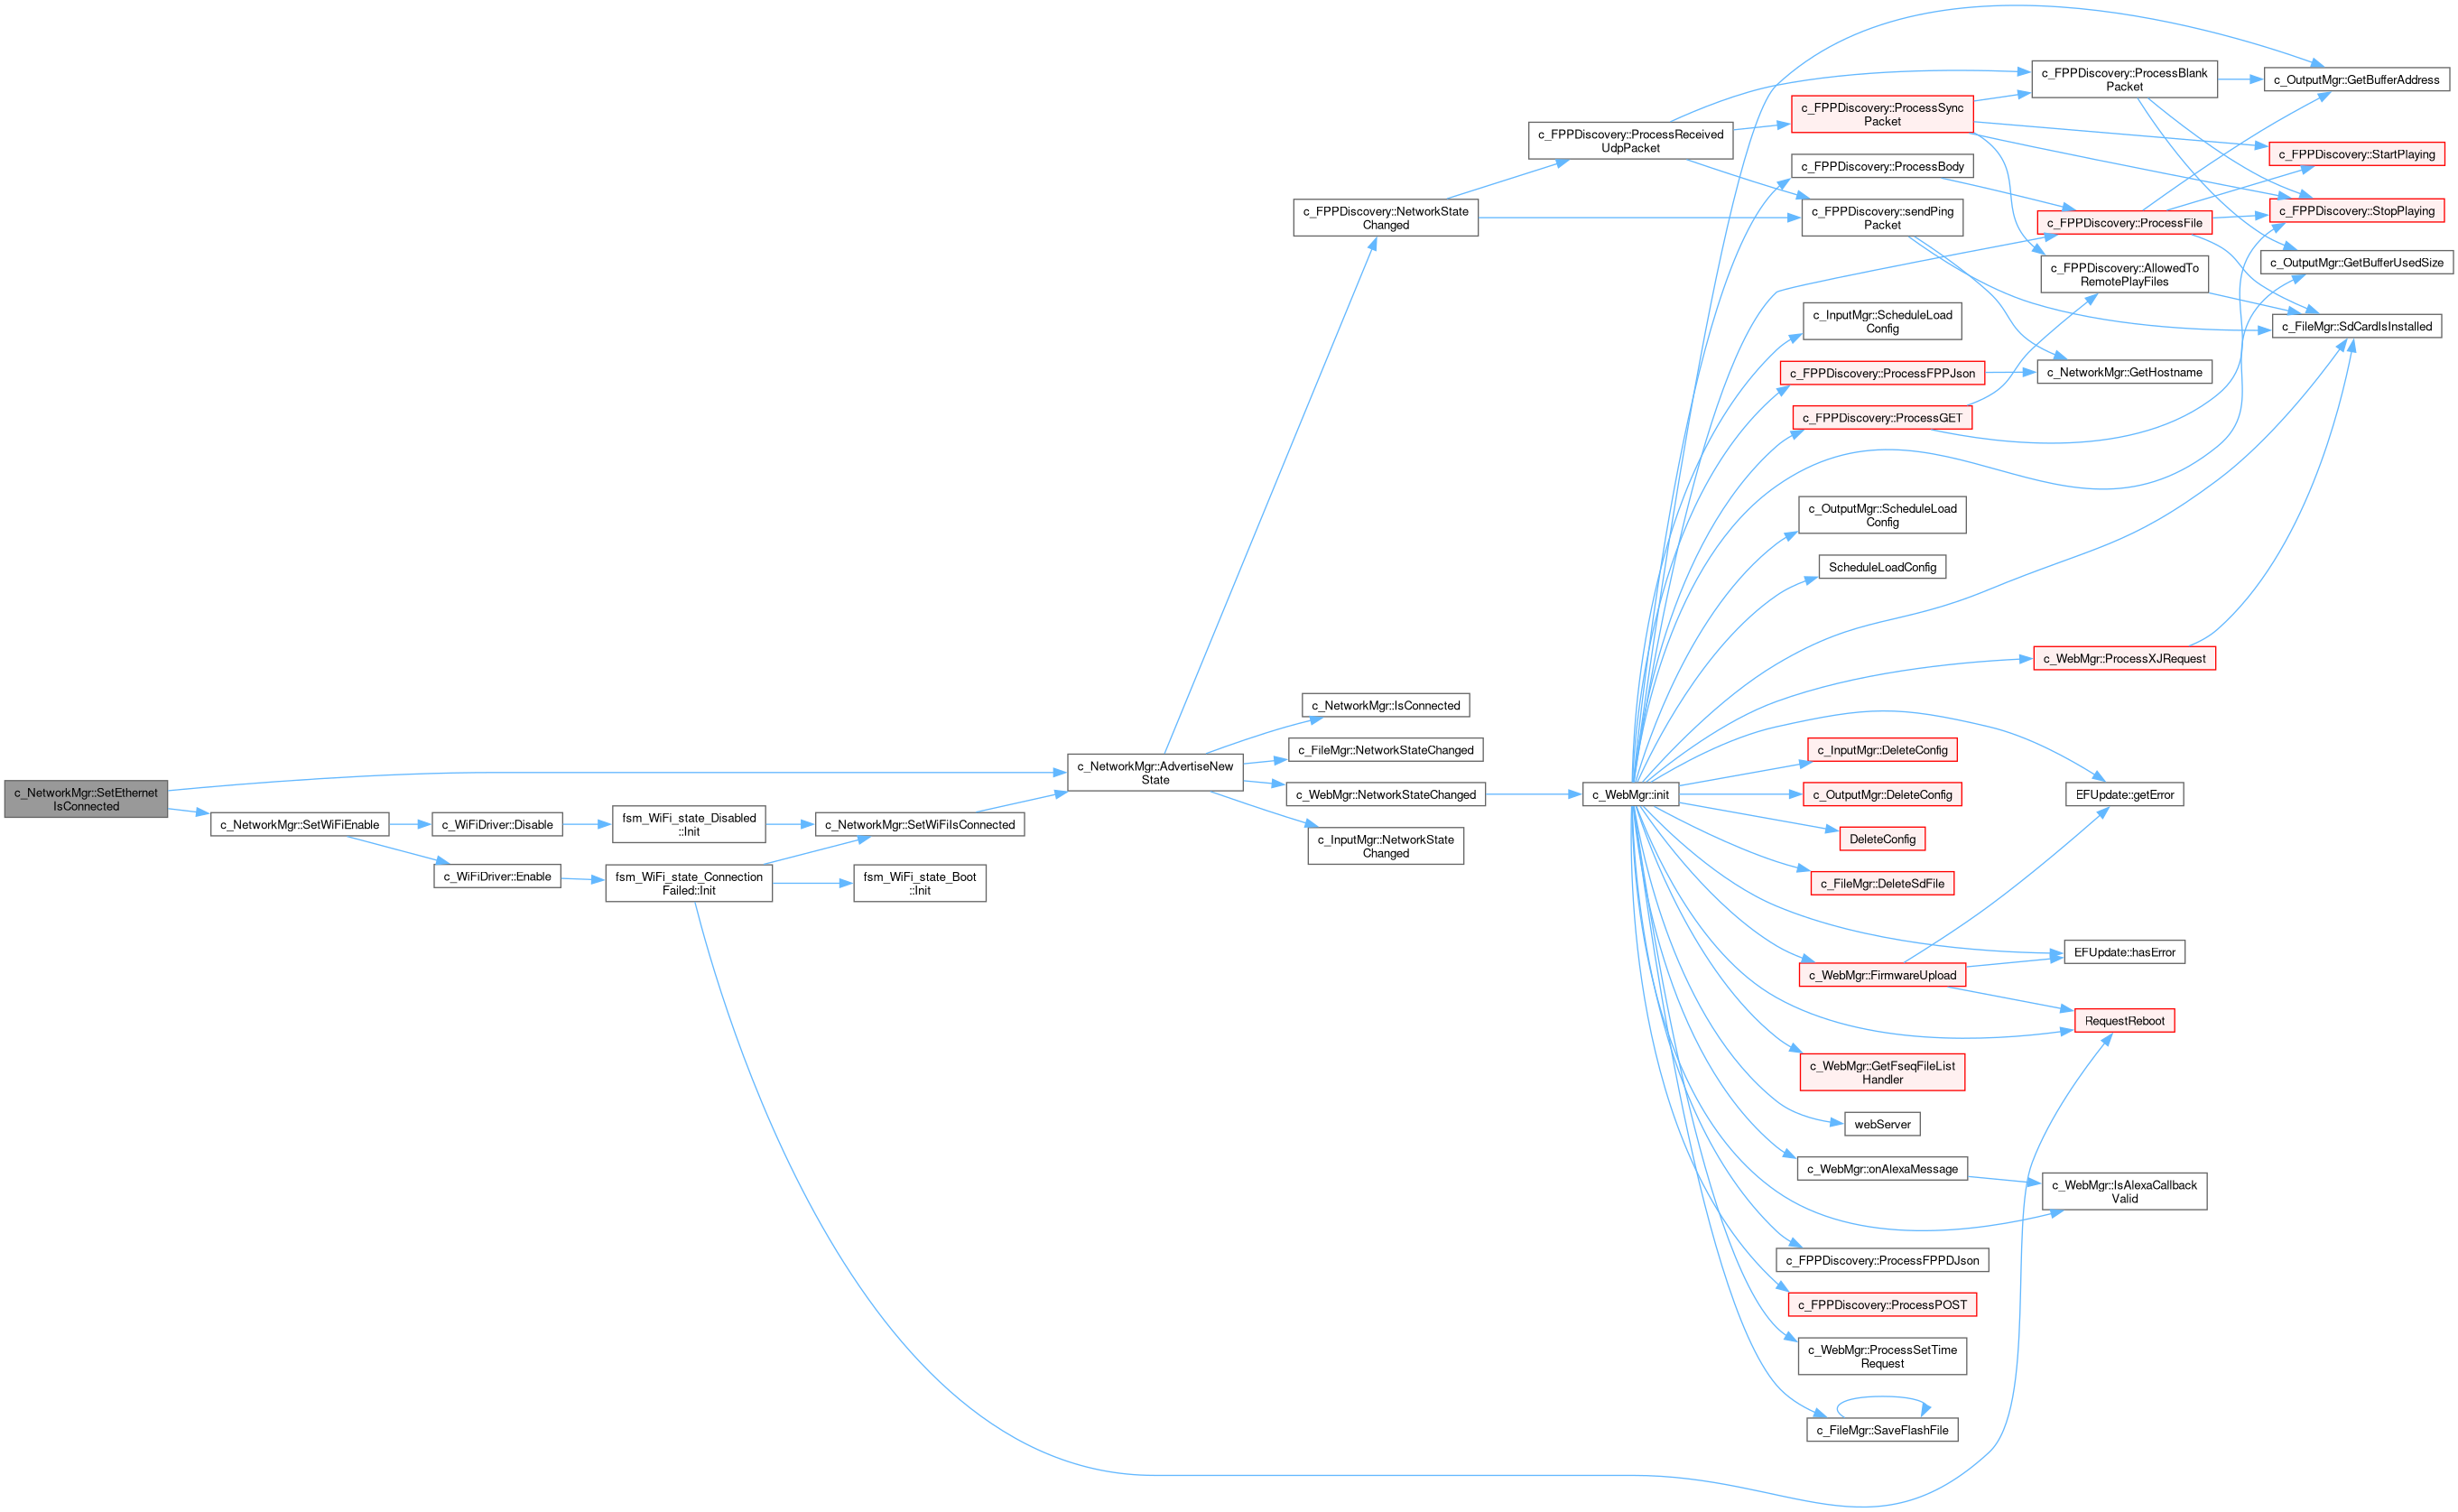 c_NetworkMgr::SetEthernet
IsConnected
c_NetworkMgr::SetWiFiEnable
c_WiFiDriver::Disable
c_WiFiDriver::Enable
fsm_WiFi_state_Disabled
::Init
fsm_WiFi_state_Connection
Failed::Init
c_NetworkMgr::SetWiFiIsConnected
fsm_WiFi_state_Boot
::Init
c_NetworkMgr::AdvertiseNew
State
c_FPPDiscovery::NetworkState
Changed
c_NetworkMgr::IsConnected
c_FileMgr::NetworkStateChanged
c_WebMgr::NetworkStateChanged
c_InputMgr::NetworkState
Changed
c_FPPDiscovery::ProcessReceived
UdpPacket
c_WebMgr::init
c_FPPDiscovery::ProcessSync
Packet
c_FPPDiscovery::ProcessBody
c_FPPDiscovery::sendPing
Packet
c_InputMgr::ScheduleLoad
Config
c_FPPDiscovery::ProcessFPPJson
c_FPPDiscovery::ProcessGET
c_OutputMgr::ScheduleLoad
Config
ScheduleLoadConfig
c_InputMgr::DeleteConfig
c_OutputMgr::DeleteConfig
DeleteConfig
c_FileMgr::DeleteSdFile
c_WebMgr::FirmwareUpload
c_WebMgr::GetFseqFileList
Handler
webServer
c_WebMgr::onAlexaMessage
c_FPPDiscovery::ProcessFPPDJson
c_FPPDiscovery::ProcessPOST
c_WebMgr::ProcessSetTime
Request
c_FileMgr::SaveFlashFile
c_FPPDiscovery::ProcessBlank
Packet
c_FPPDiscovery::ProcessFile
c_FPPDiscovery::AllowedTo
RemotePlayFiles
c_NetworkMgr::GetHostname
c_WebMgr::ProcessXJRequest
EFUpdate::getError
EFUpdate::hasError
RequestReboot
c_WebMgr::IsAlexaCallback
Valid
c_OutputMgr::GetBufferAddress
c_FPPDiscovery::StartPlaying
c_FPPDiscovery::StopPlaying
c_OutputMgr::GetBufferUsedSize
c_FileMgr::SdCardIsInstalled